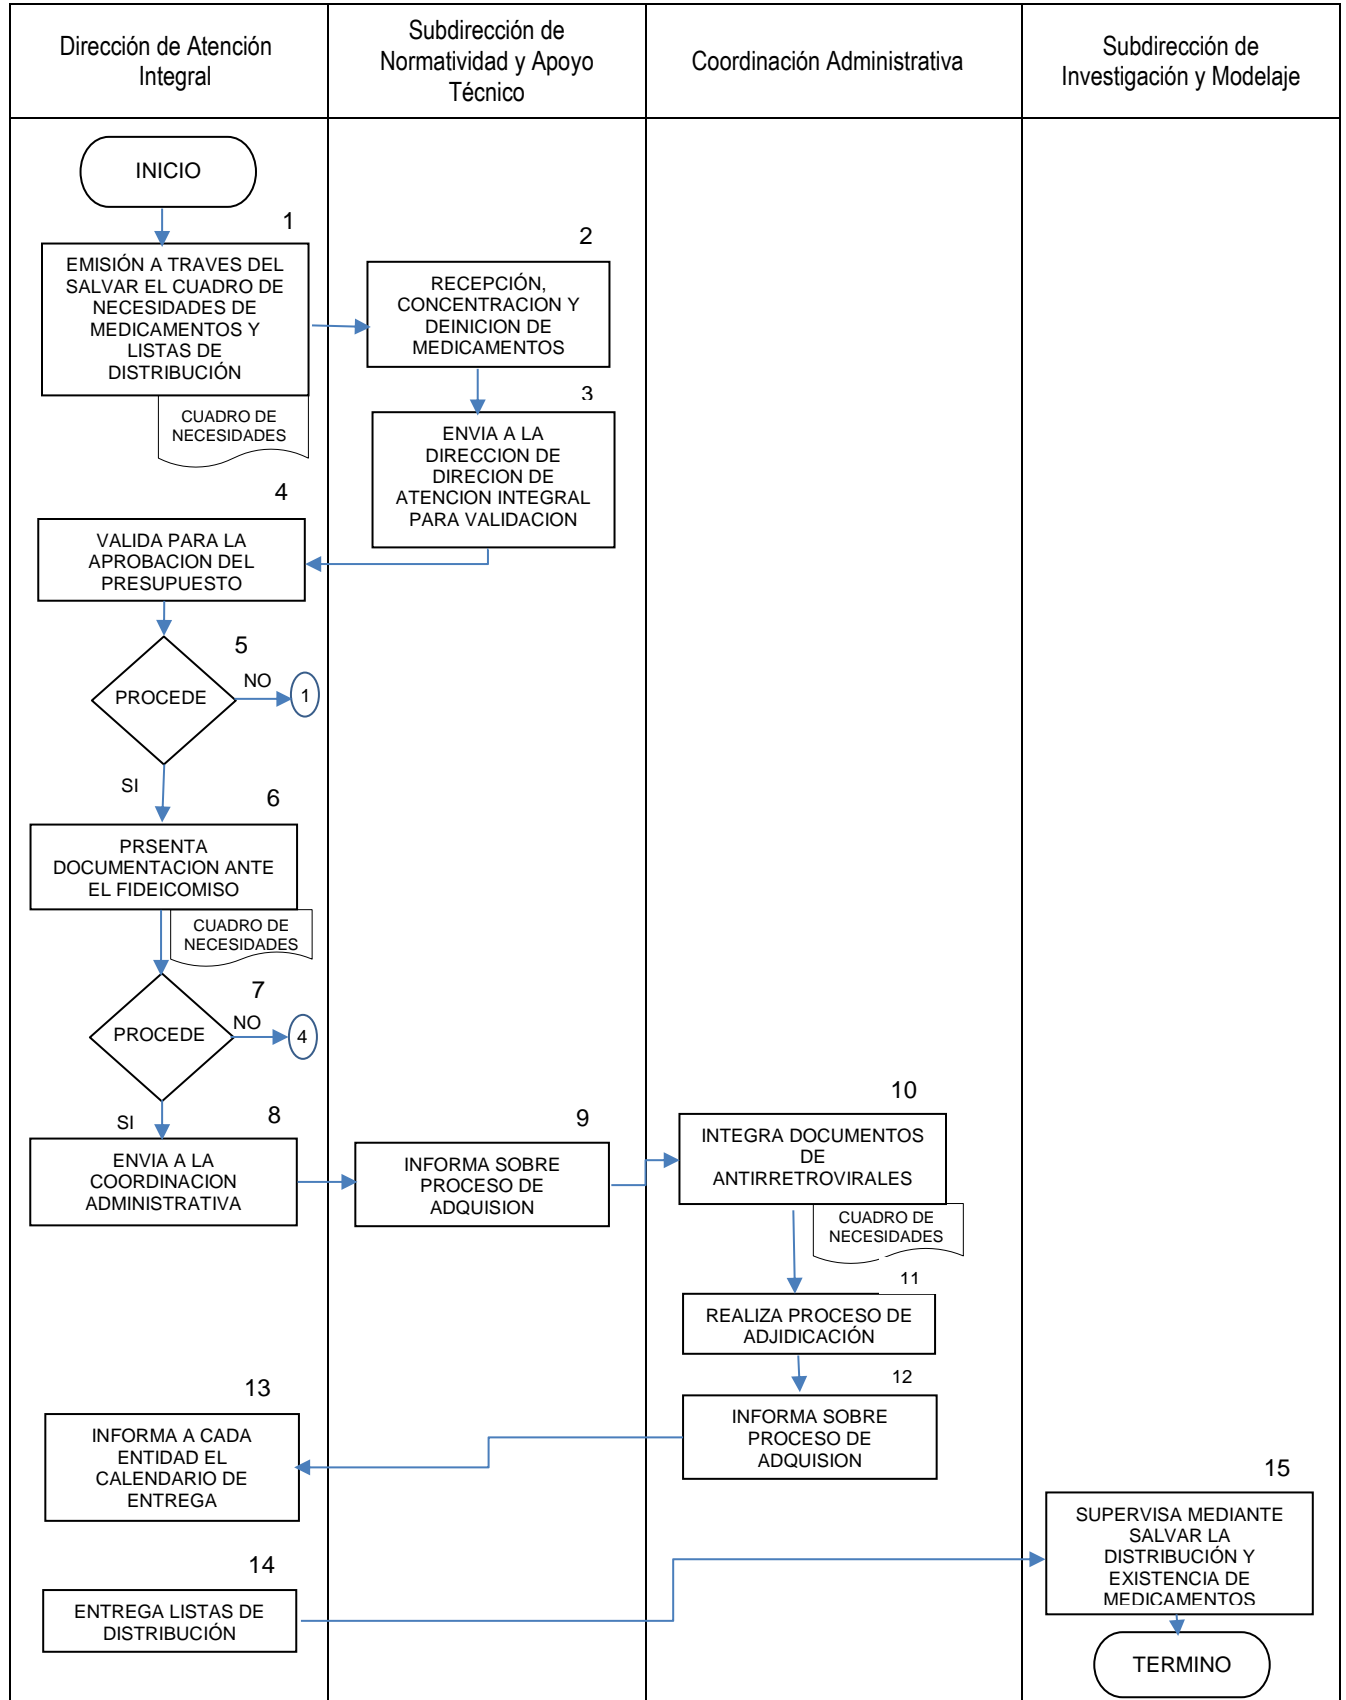 Dirección de Atención
Integral
Subdirección de
Normatividad y Apoyo
Técnico
Coordinación Administrativa
Subdirección de
Investigación y Modelaje
INICIO
1
EMISIÓN A TRAVES DEL
SALVAR EL CUADRO DE
NECESIDADES DE
MEDICAMENTOS Y
LISTAS DE
DISTRIBUCIÓN
CUADRO DE
NECESIDADES
2
RECEPCIÓN,
CONCENTRACION Y
DEINICION DE
MEDICAMENTOS
3
ENVIA A LA
DIRECCION DE
DIRECION DE
ATENCION INTEGRAL
PARA VALIDACION
4
VALIDA PARA LA
APROBACION DEL
PRESUPUESTO
5
PROCEDE
NO
1
SI
6
PRSENTA
DOCUMENTACION ANTE
EL FIDEICOMISO
CUADRO DE
NECESIDADES
7
PROCEDE
NO
4
SI
8
ENVIA A LA
COORDINACION
ADMINISTRATIVA
9
INFORMA SOBRE
PROCESO DE
ADQUISION
10
INTEGRA DOCUMENTOS
DE
ANTIRRETROVIRALES
CUADRO DE
NECESIDADES
11
REALIZA PROCESO DE
ADJIDICACIÓN
12
INFORMA SOBRE
PROCESO DE
ADQUISION
13
INFORMA A CADA
ENTIDAD EL
CALENDARIO DE
ENTREGA
14
ENTREGA LISTAS DE
DISTRIBUCIÓN
15
SUPERVISA MEDIANTE
SALVAR LA
DISTRIBUCIÓN Y
EXISTENCIA DE
MEDICAMENTOS
TERMINO